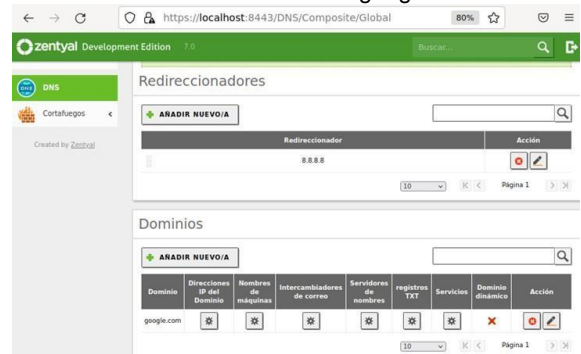 https://localhost:8443/DNS/Composite/Global
80%
zentyal Development Edition 7.0
Buscar...
DNS
Cortafuegos
Created by Zentyal
Redireccionadores
AÑADIR NUEVO/A
Redireccionador
Acción
8.8.8.8
10
Página 1
Dominios
AÑADIR NUEVO/A
Dominio
Direcciones IP del Dominio
Nombres de máquinas
Intercambiadores de correo
Servidores de nombres
registros TXT
Servicios
Dominio dinámico
Acción
google.com
10
Página 1